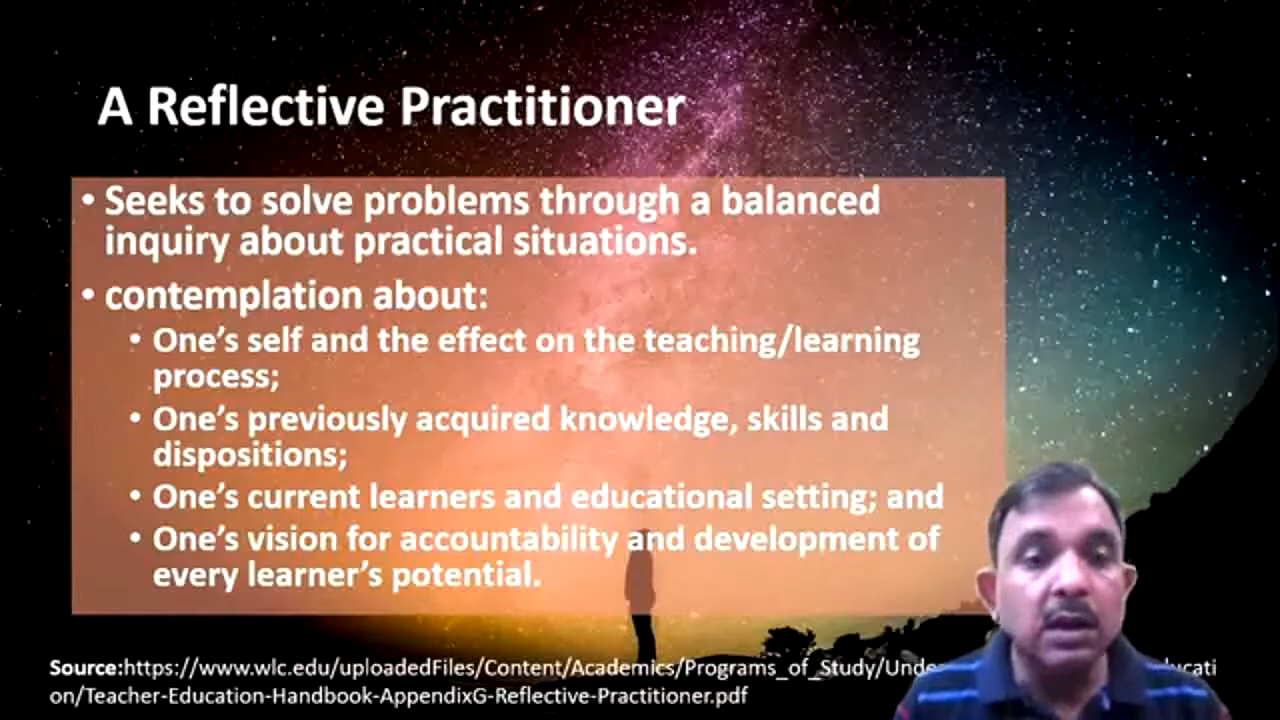 A Reflective Practitioner
• Seeks to solve problems through a balanced
inquiry about practical situations.
• contemplation about:
• One's self and the effect on the teaching/learning
process;
• One's previously acquired knowledge, skills and
dispositions;
• One's current learners and educational setting; and
• One's vision for accountability and development of
every learner's potential.
Source:https://www.wlc.edu/uploadedFiles/Content/Academics/Programs_of_Study/Unde ucati
on/Teacher-Education-Handbook-AppendixG-Reflective-Practitioner.pdf